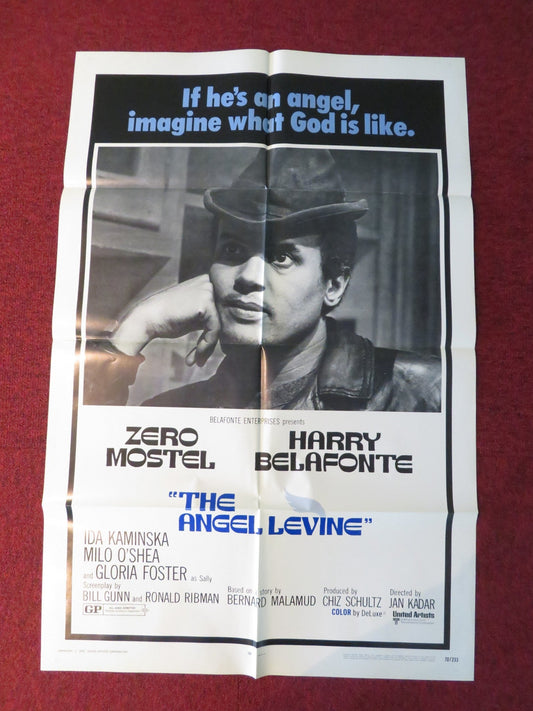 If he's an angel,
imagine what God is like.
BELAFONTE ENTERPRISES presents
ZERO MOSTEL
HARRY BELAFONTE
"THE
ANGEL LEVINE"
IDA KAMINSKA
MILO O'SHEA
and GLORIA FOSTER as Sally
Screenplay by
BILL GUNN and RONALD RIBMAN
Based on story by
BERNARD MALAMUD
Produced by
CHIZ SCHULTZ
Directed by
JAN KADAR
GP
COLOR by DeLuxe
United Artists
70/233